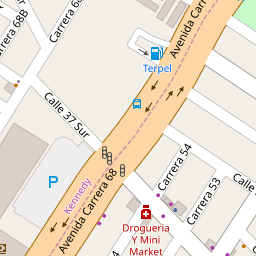 Carrera 68B
Carrera 68
Avenida Carre
Terpel
Calle 37 Sur
Kennedy
Avenida Carrera 68
P
Carrera 54
Carrera 53
Calle
Drogueria
Y Mini
Market